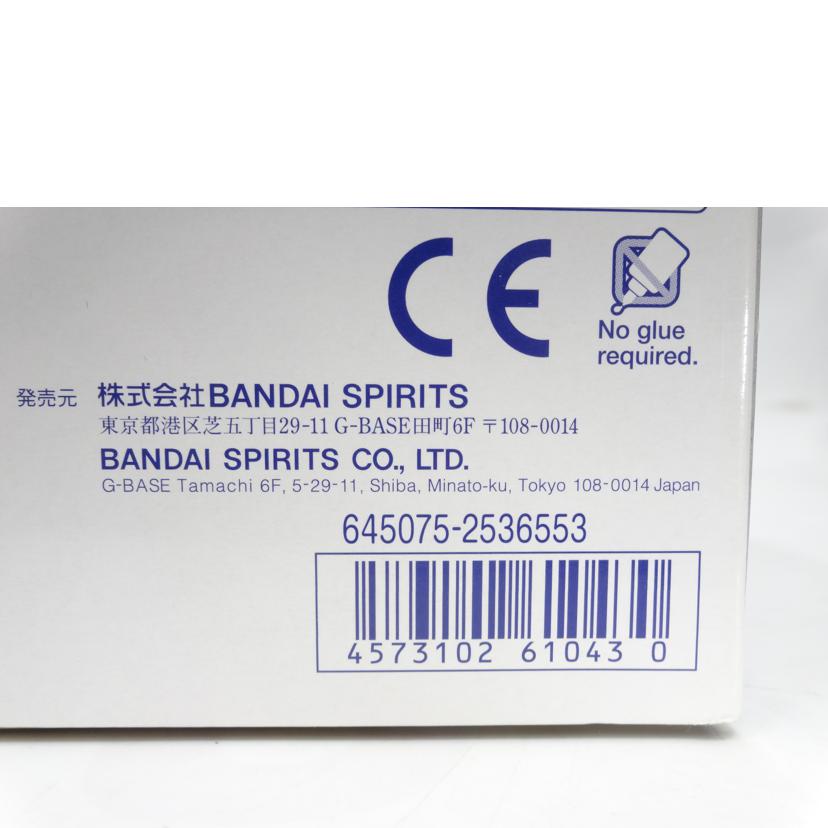 CE
No glue
required.
発売元 株式会社BANDAI SPIRITS
東京都港区芝五丁目29-11 G-BASE田町6F 〒108-0014
BANDAI SPIRITS CO., LTD.
G-BASE Tamachi 6F, 5-29-11, Shiba, Minato-ku, Tokyo 108-0014 Japan
645075-2536553
4573102 61043 0